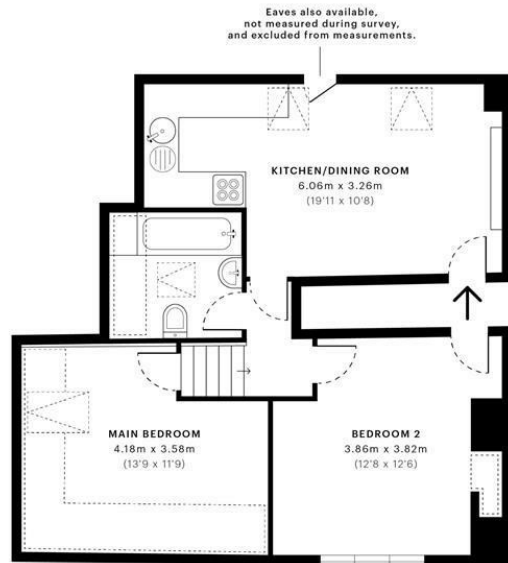 Eaves also available,
not measured during survey,
and excluded from measurements.
KITCHEN/DINING ROOM
6.06m x 3.26m
(19'11 x 10'8)
MAIN BEDROOM
4.18m x 3.58m
(13'9 x 11'9)
BEDROOM 2
3.86m x 3.82m
(12'8 x 12'6)